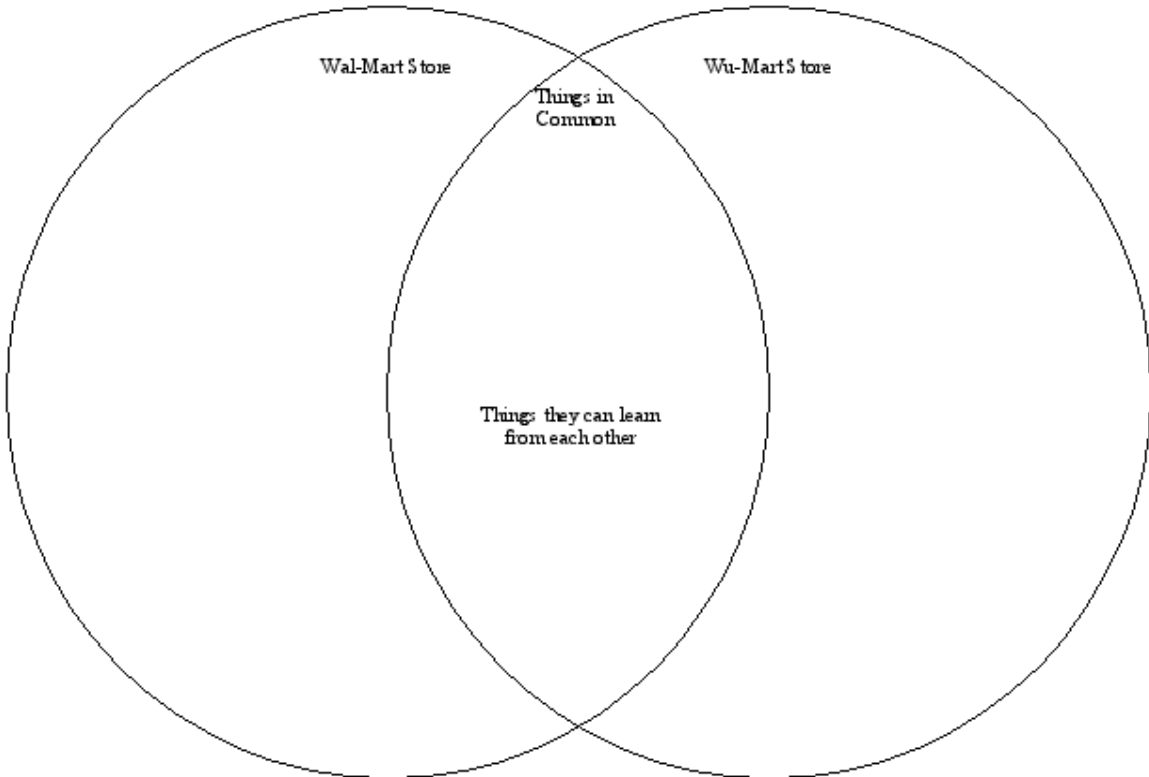 Wal-Mart Store
Wu-Mart Store
Things in
Common
Things they can learn
from each other